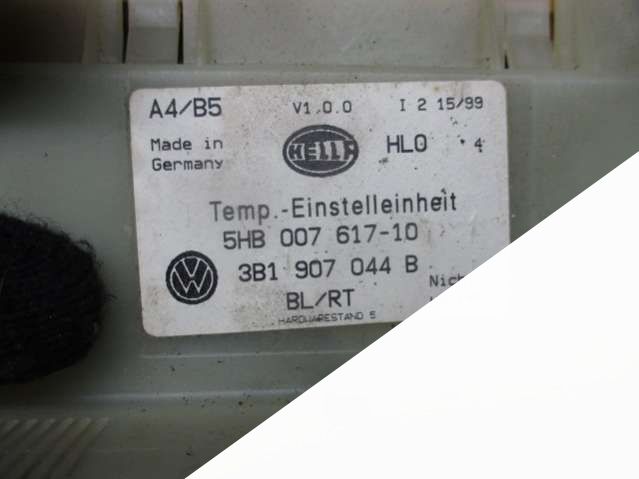 A4/B5 V1.0.0 I 2 15/99
Made in HELLA HLO 4
Germany
Temp.-Einstelleinheit
5HB 007 617-10
VW 3B1 907 044 B
BL/RT
HARDWARESTAND 5